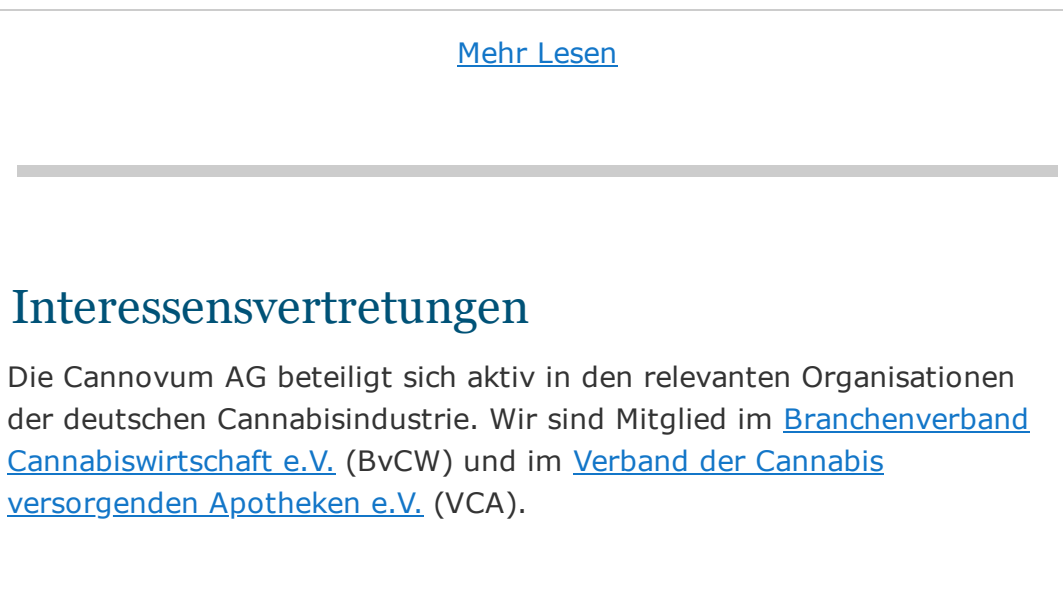 Mehr Lesen
Interessensvertretungen
Die Cannovum AG beteiligt sich aktiv in den relevanten Organisationen
der deutschen Cannabisindustrie. Wir sind Mitglied im Branchenverband
Cannabiswirtschaft e.V. (BvCW) und im Verband der Cannabis
versorgenden Apotheken e.V. (VCA).